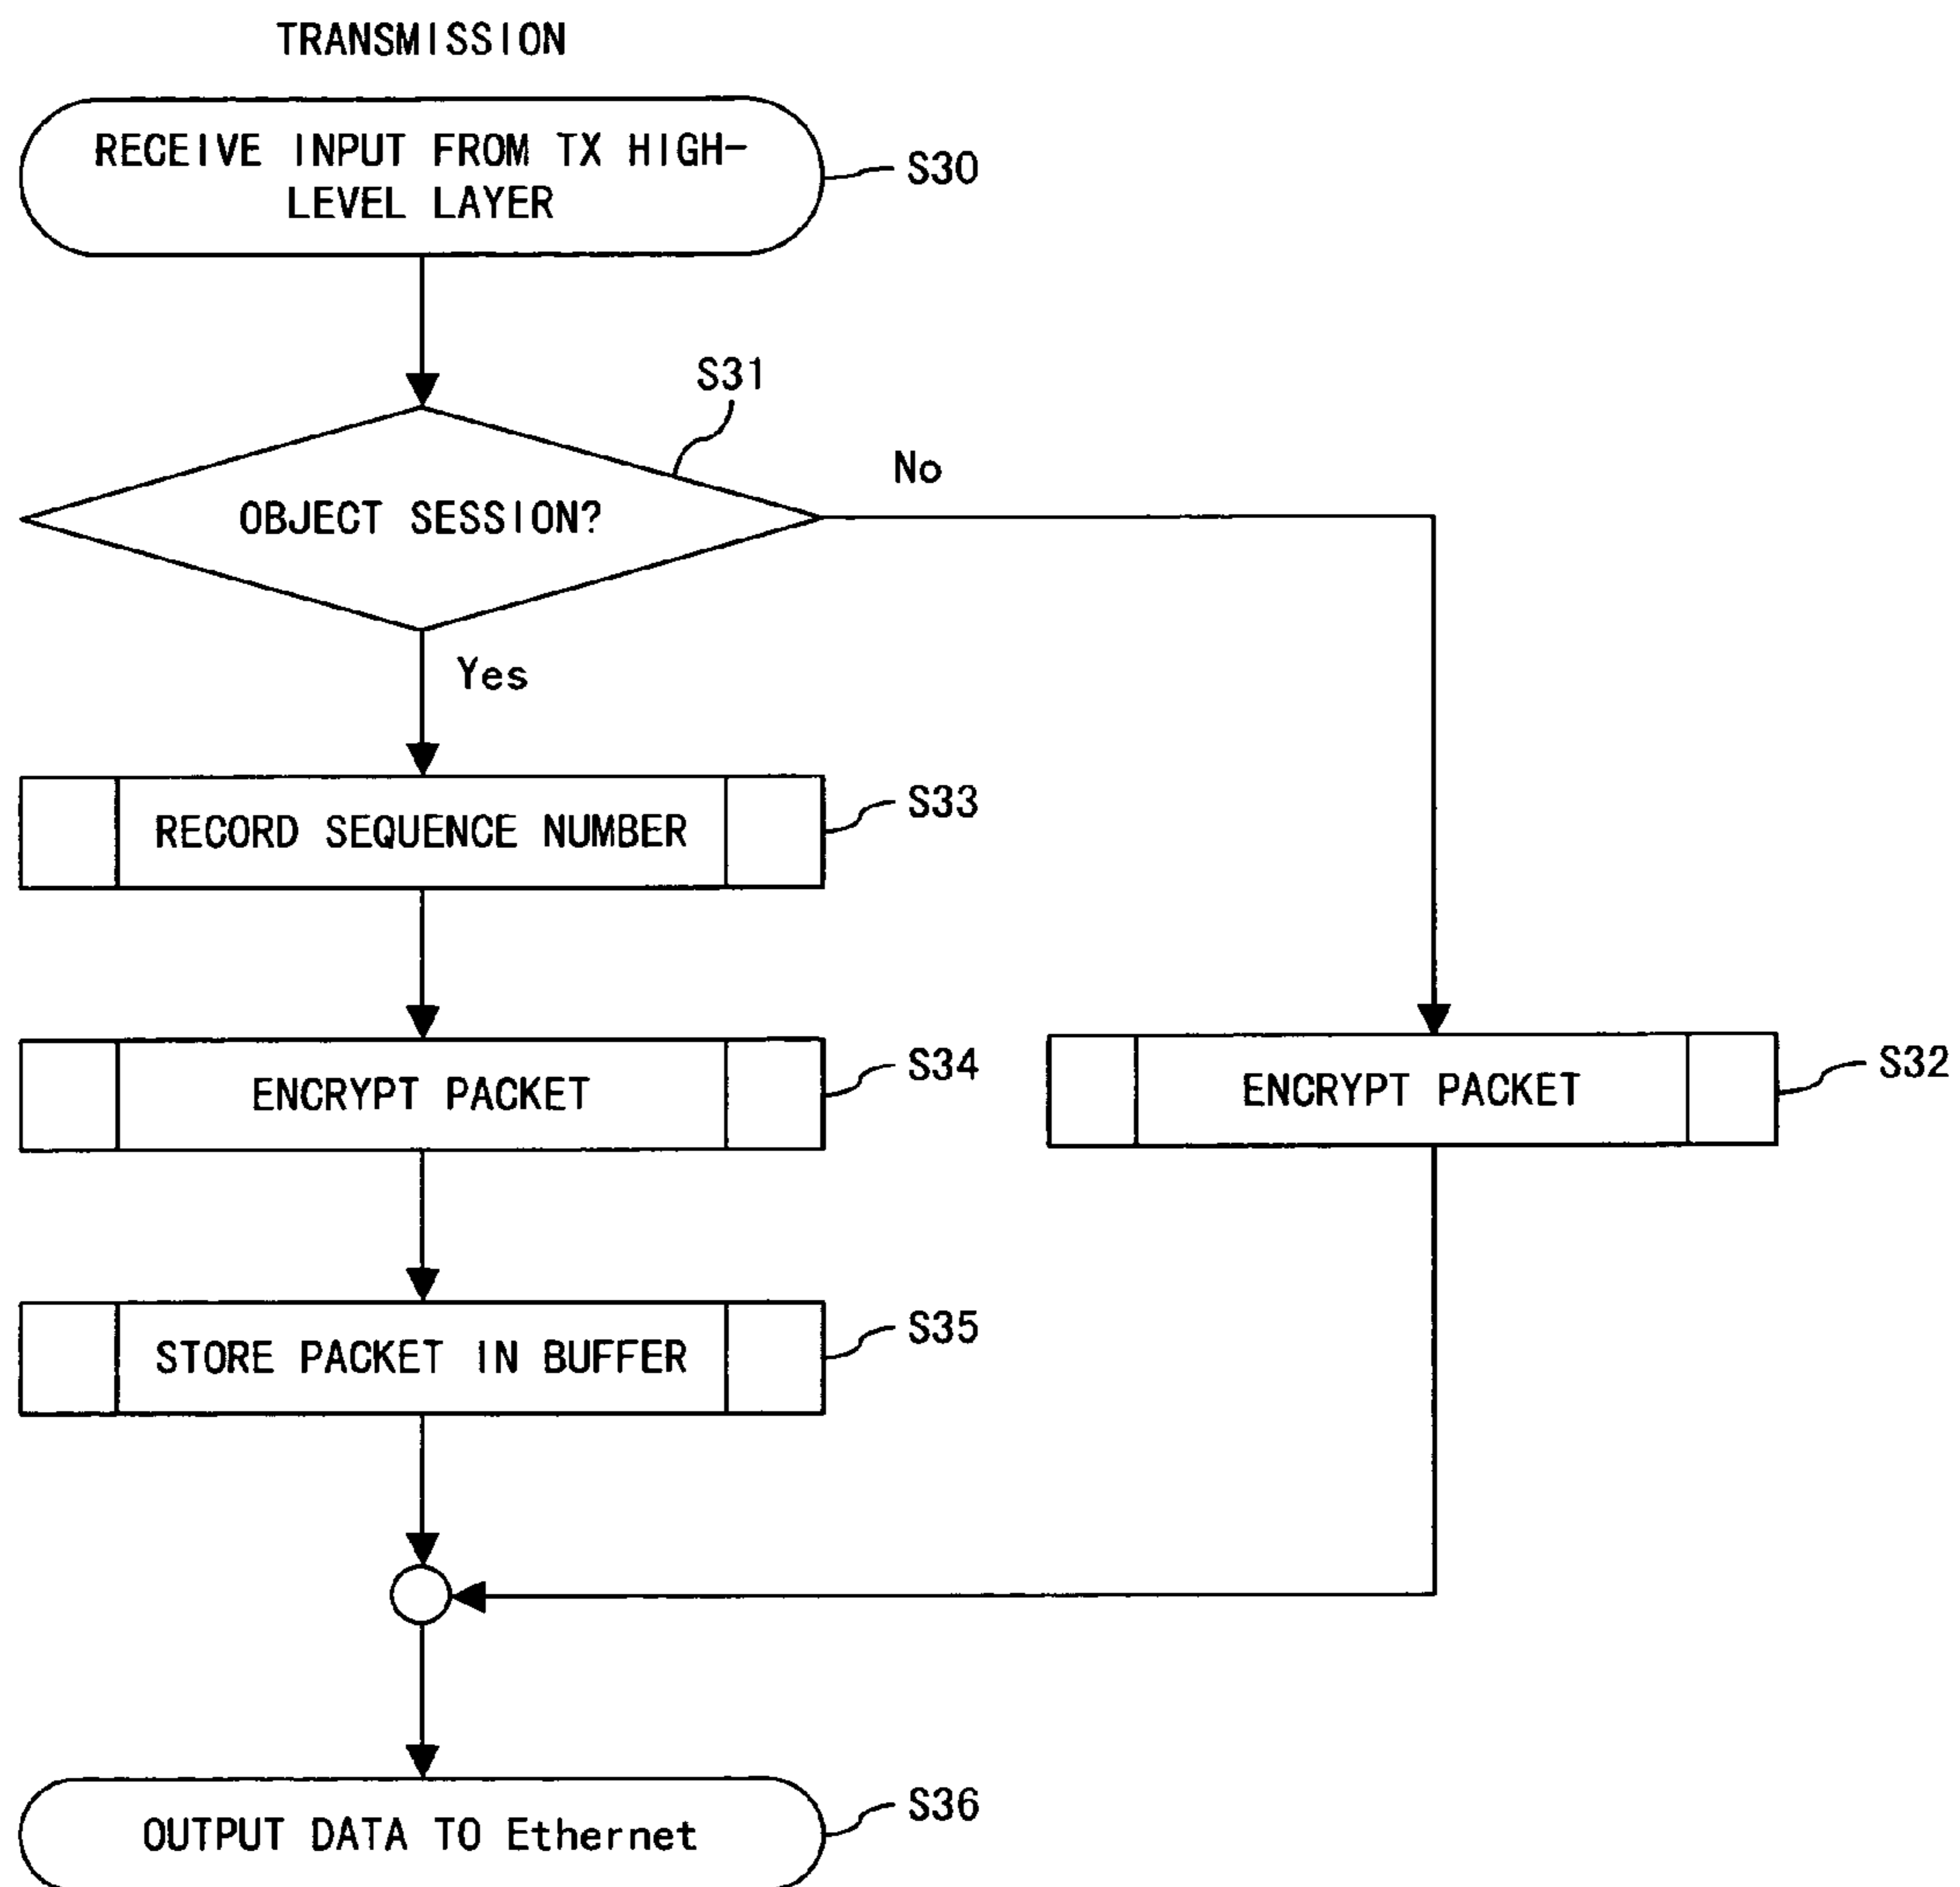 TRANSMISSION
RECEIVE INPUT FROM TX HIGH-
LEVEL LAYER
S30
S31
OBJECT SESSION?
No
Yes
RECORD SEQUENCE NUMBER
S33
ENCRYPT PACKET
S34
ENCRYPT PACKET
S32
STORE PACKET IN BUFFER
S35
OUTPUT DATA TO Ethernet
S36